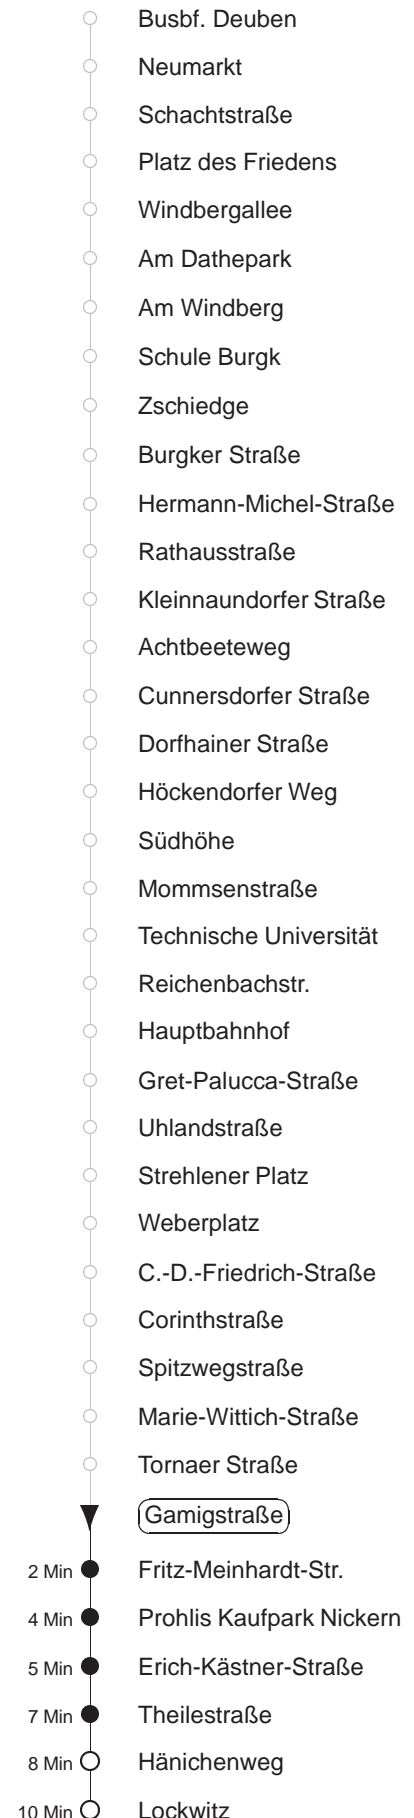 Busbf. Deuben
Neumarkt
Schachtstraße
Platz des Friedens
Windbergallee
Am Dathepark
Am Windberg
Schule Burgk
Zschiedge
Burgker Straße
Hermann-Michel-Straße
Rathausstraße
Kleinnaundorfer Straße
Achtbeeteweg
Cunnersdorfer Straße
Dorfhainer Straße
Höckendorfer Weg
Südhöhe
Mommsenstraße
Technische Universität
Reichenbachstr.
Hauptbahnhof
Gret-Palucca-Straße
Uhlandstraße
Strehlener Platz
Weberplatz
C.-D.-Friedrich-Straße
Corinthstraße
Spitzwegstraße
Marie-Wittich-Straße
Tornaer Straße
Gamigstraße
2 Min Fritz-Meinhardt-Str.
4 Min Prohlis Kaufpark Nickern
5 Min Erich-Kästner-Straße
7 Min Theilestraße
8 Min Hänichenweg
10 Min Lockwitz